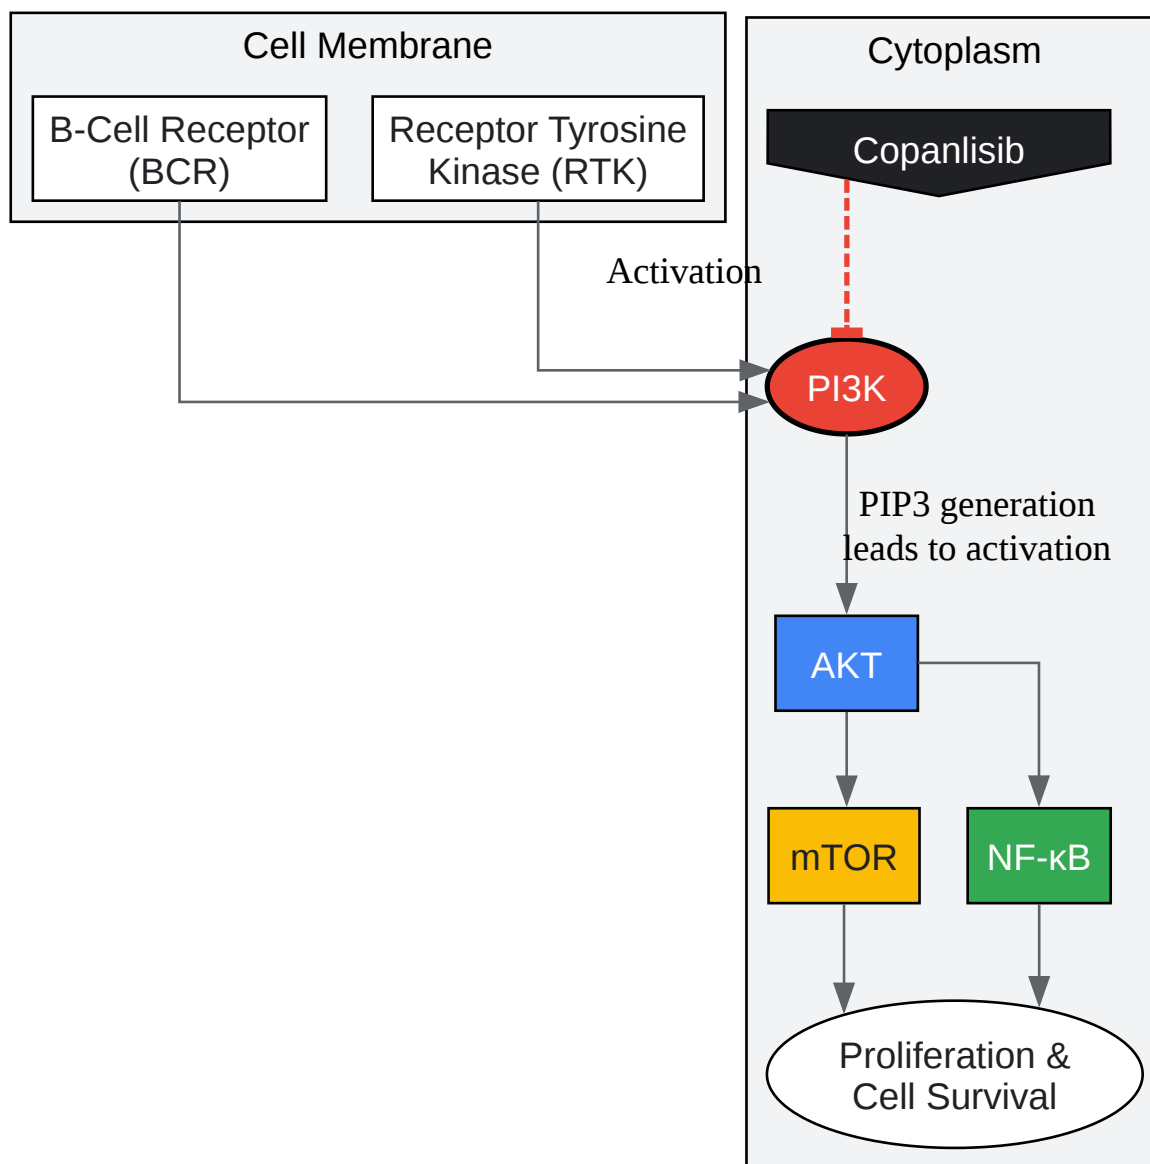 Cell Membrane
B-Cell Receptor
(BCR)
Receptor Tyrosine
Kinase (RTK)
Cytoplasm
Copanlisib
Activation
PI3K
PIP3 generation
leads to activation
AKT
mTOR
NF-κB
Proliferation &
Cell Survival